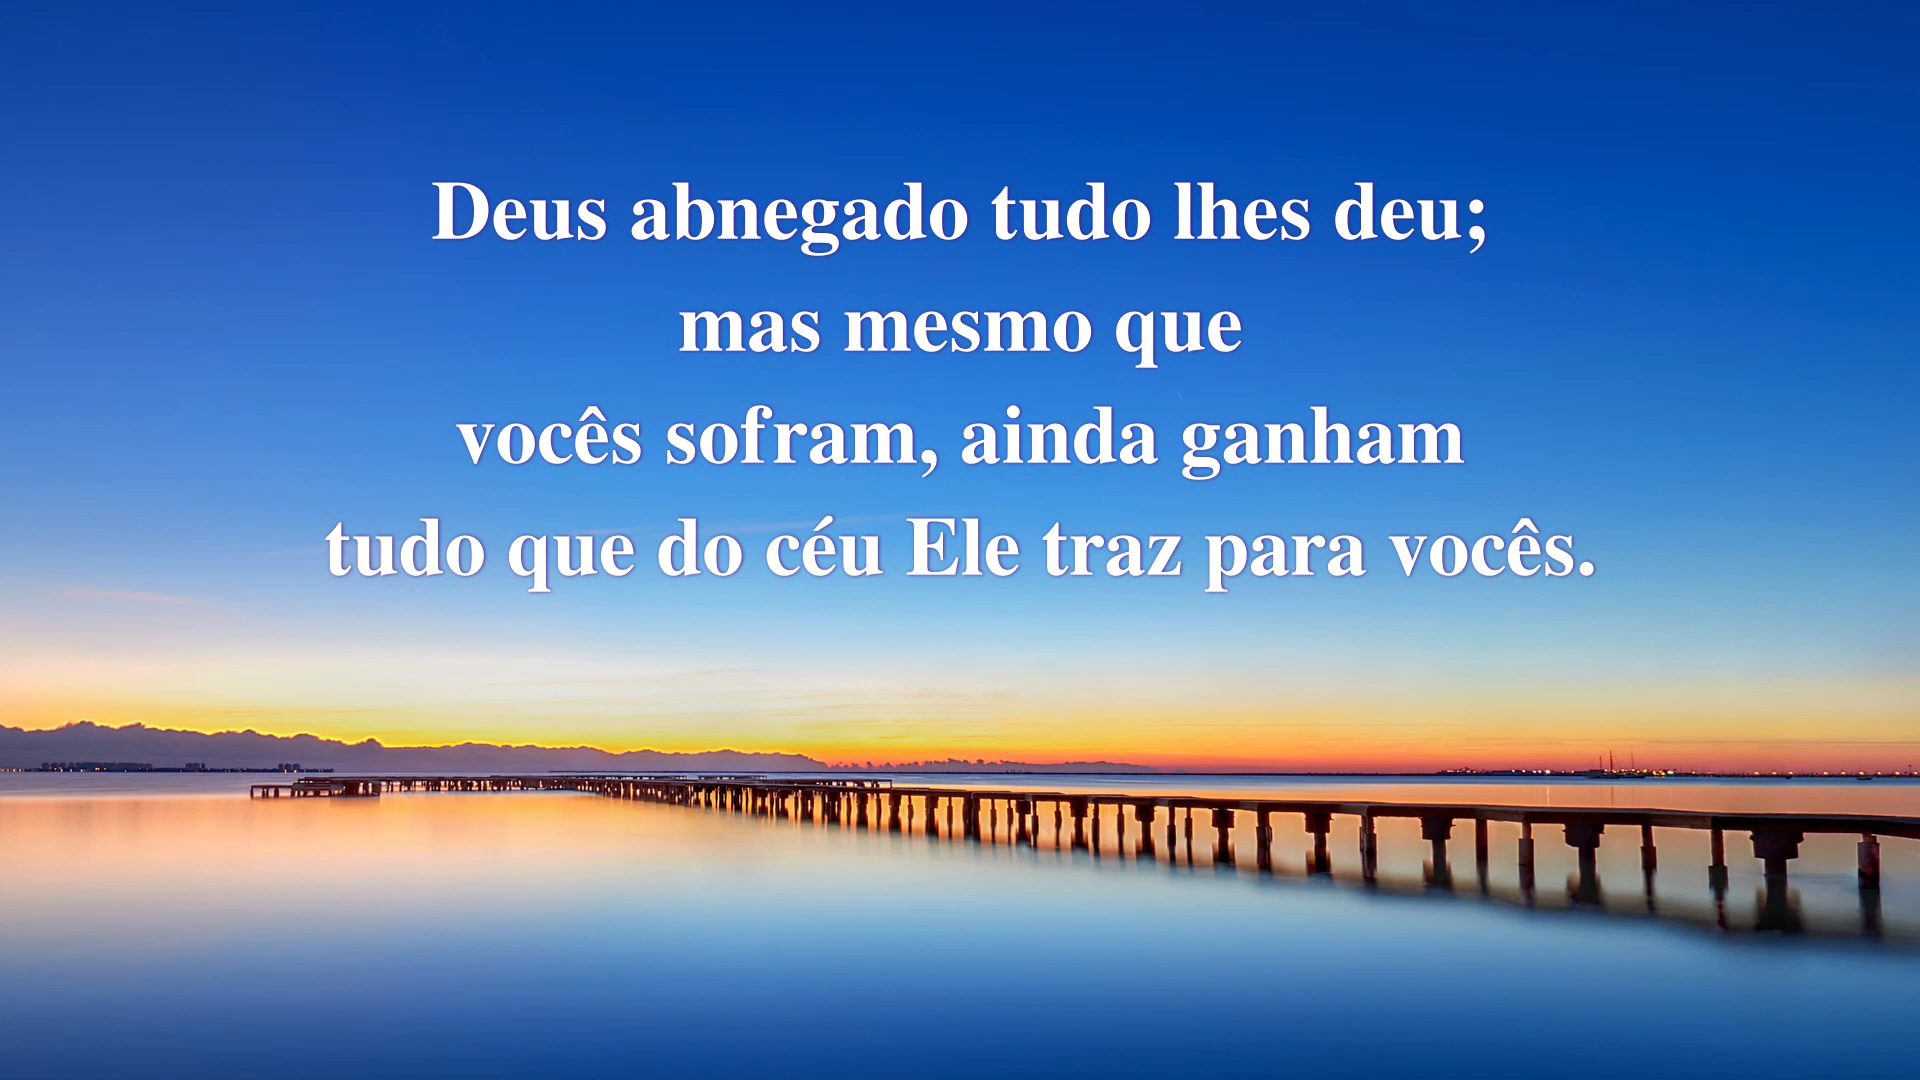 Deus abnegado tudo lhes deu;
mas mesmo que
vocês sofram, ainda ganham
tudo que do céu Ele traz para vocês.